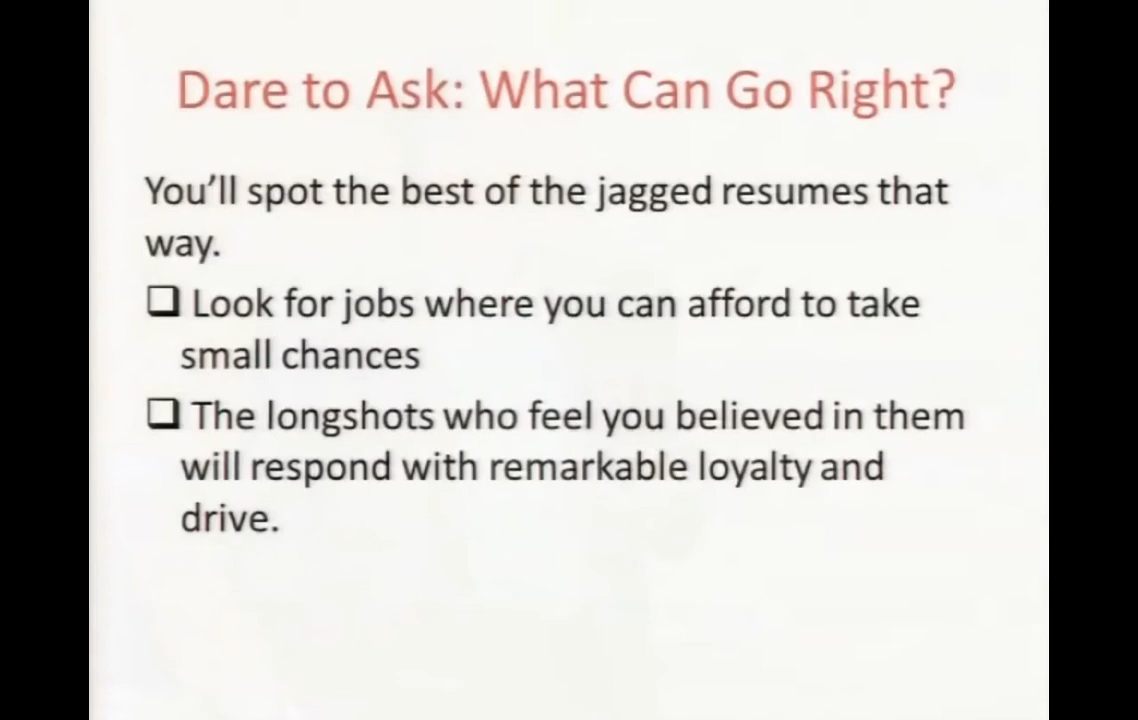 Dare to Ask: What Can Go Right?
You’ll spot the best of the jagged resumes that
way.
❑ Look for jobs where you can afford to take
small chances
❑ The longshots who feel you believed in them
will respond with remarkable loyalty and
drive.